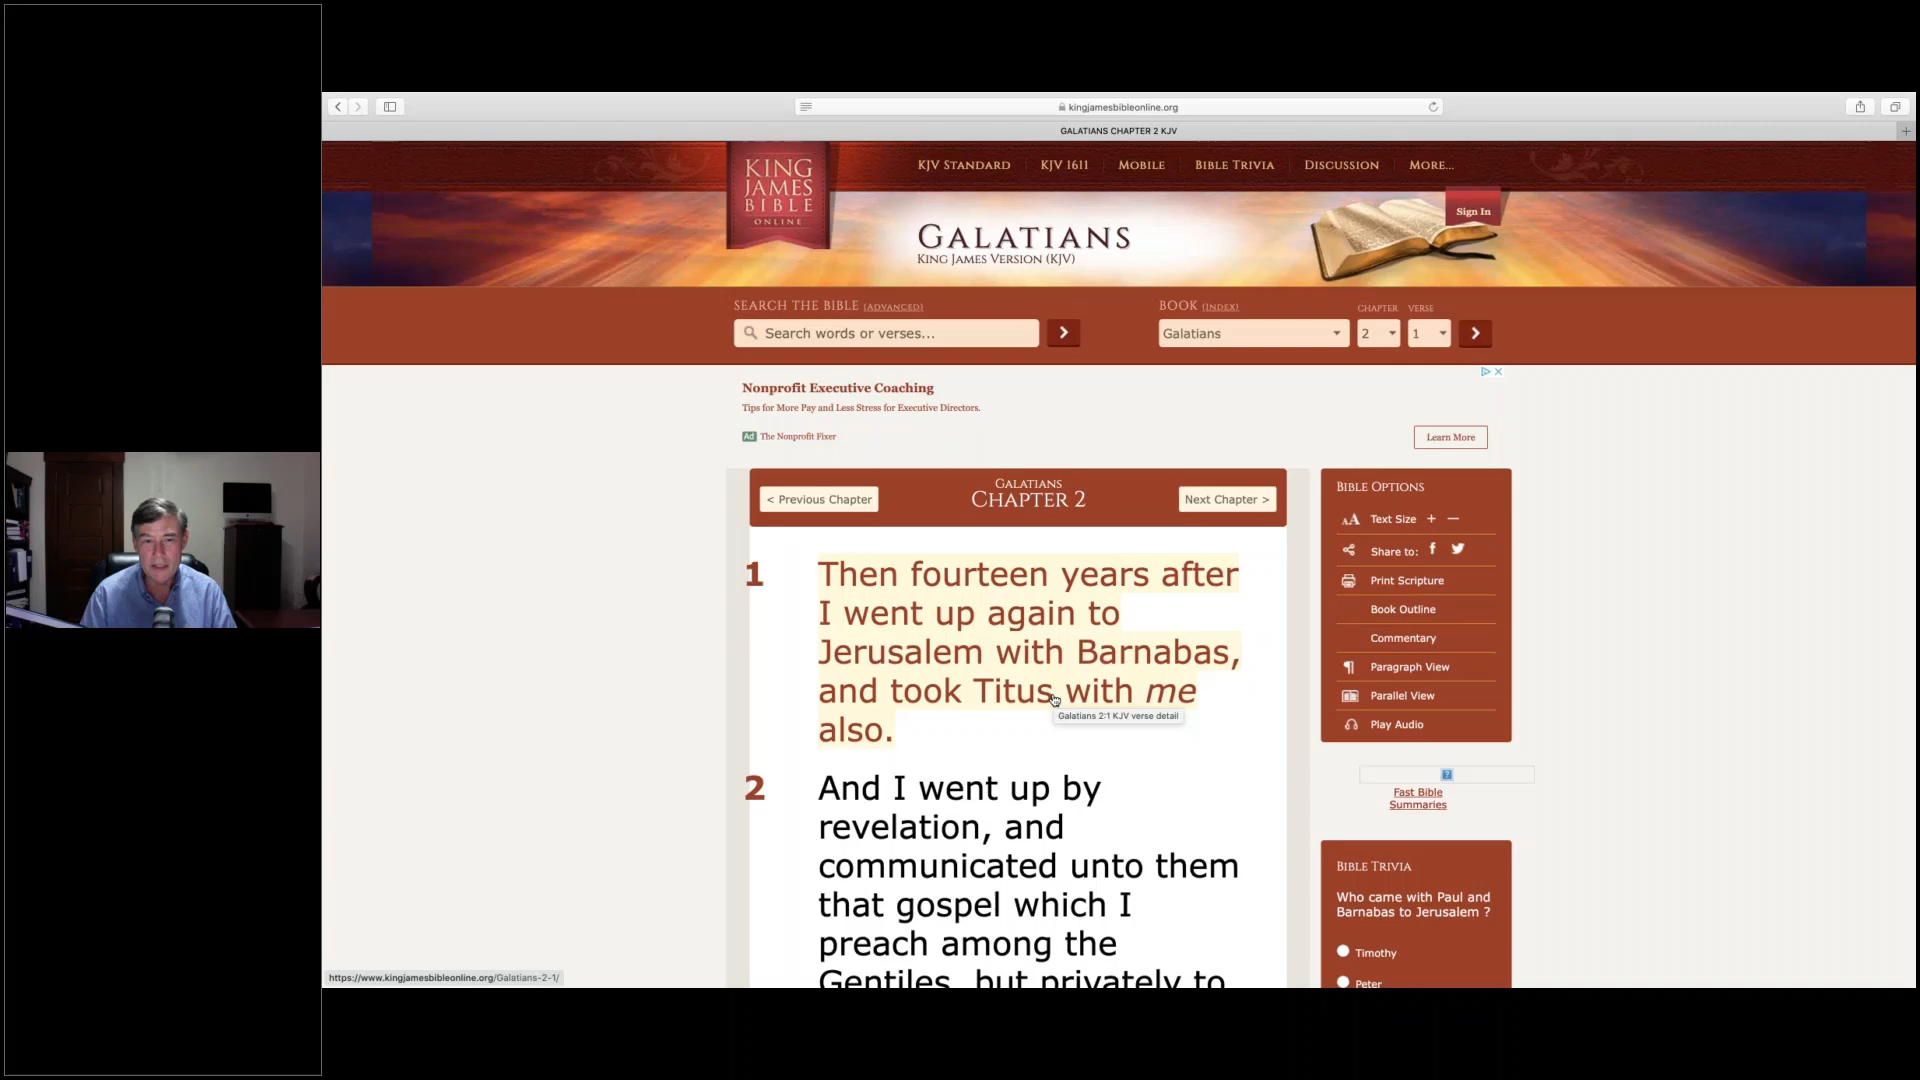 kingjamesbibleonline.org
GALATIANS CHAPTER 2 KJV
KING
JAMES
BIBLE
ONLINE
KJV STANDARD
KJV 1611
MOBILE
BIBLE TRIVIA
DISCUSSION
MORE...
Sign In
GALATIANS
KING JAMES VERSION (KJV)
SEARCH THE BIBLE (ADVANCED)
Search words or verses...
BOOK (INDEX)
CHAPTER
VERSE
Galatians
2
1
Nonprofit Executive Coaching
Tips for More Pay and Less Stress for Executive Directors.
Ad The Nonprofit Fixer
Learn More
< Previous Chapter
GALATIANS
CHAPTER 2
Next Chapter >
1 Then fourteen years after
I went up again to
Jerusalem with Barnabas,
and took Titus with me
also.
Galatians 2:1 KJV verse detail
2 And I went up by
revelation, and
communicated unto them
that gospel which I
preach among the
Gentiles, but privately to
BIBLE OPTIONS
AA Text Size + −
Share to:
Print Scripture
Book Outline
Commentary
Paragraph View
Parallel View
Play Audio
Fast Bible
Summaries
BIBLE TRIVIA
Who came with Paul and
Barnabas to Jerusalem ?
Timothy
Peter
https://www.kingjamesbibleonline.org/Galatians-2-1/